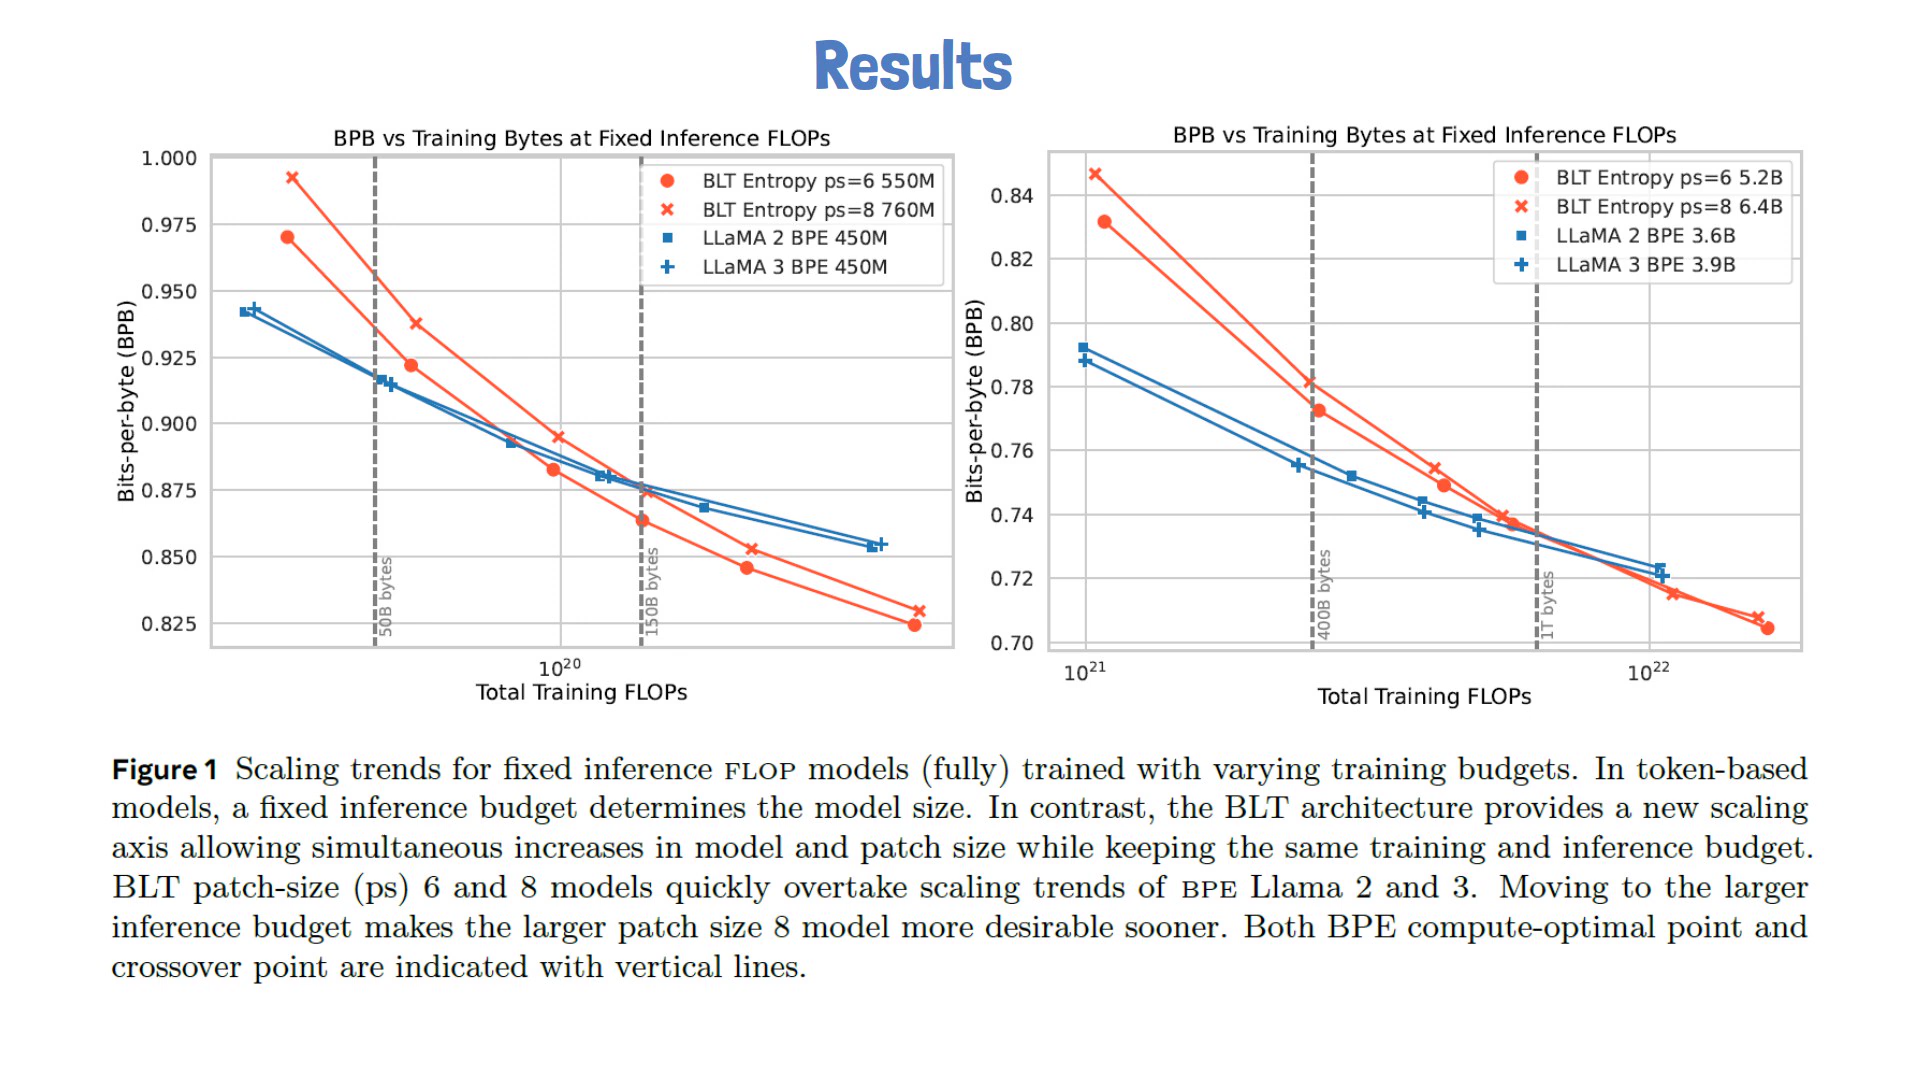 Results
BPB vs Training Bytes at Fixed Inference FLOPs
Bits-per-byte (BPB)
1.000
0.975
0.950
0.925
0.900
0.875
0.850
0.825
BLT Entropy ps=6 550M
BLT Entropy ps=8 760M
LLaMA 2 BPE 450M
LLaMA 3 BPE 450M
50B bytes
150B bytes
10²⁰
Total Training FLOPs
BPB vs Training Bytes at Fixed Inference FLOPs
Bits-per-byte (BPB)
0.84
0.82
0.80
0.78
0.76
0.74
0.72
0.70
BLT Entropy ps=6 5.2B
BLT Entropy ps=8 6.4B
LLaMA 2 BPE 3.6B
LLaMA 3 BPE 3.9B
400B bytes
1T bytes
10²¹
10²²
Total Training FLOPs
Figure 1 Scaling trends for fixed inference FLOP models (fully) trained with varying training budgets. In token-based
models, a fixed inference budget determines the model size. In contrast, the BLT architecture provides a new scaling
axis allowing simultaneous increases in model and patch size while keeping the same training and inference budget.
BLT patch-size (ps) 6 and 8 models quickly overtake scaling trends of BPE Llama 2 and 3. Moving to the larger
inference budget makes the larger patch size 8 model more desirable sooner. Both BPE compute-optimal point and
crossover point are indicated with vertical lines.